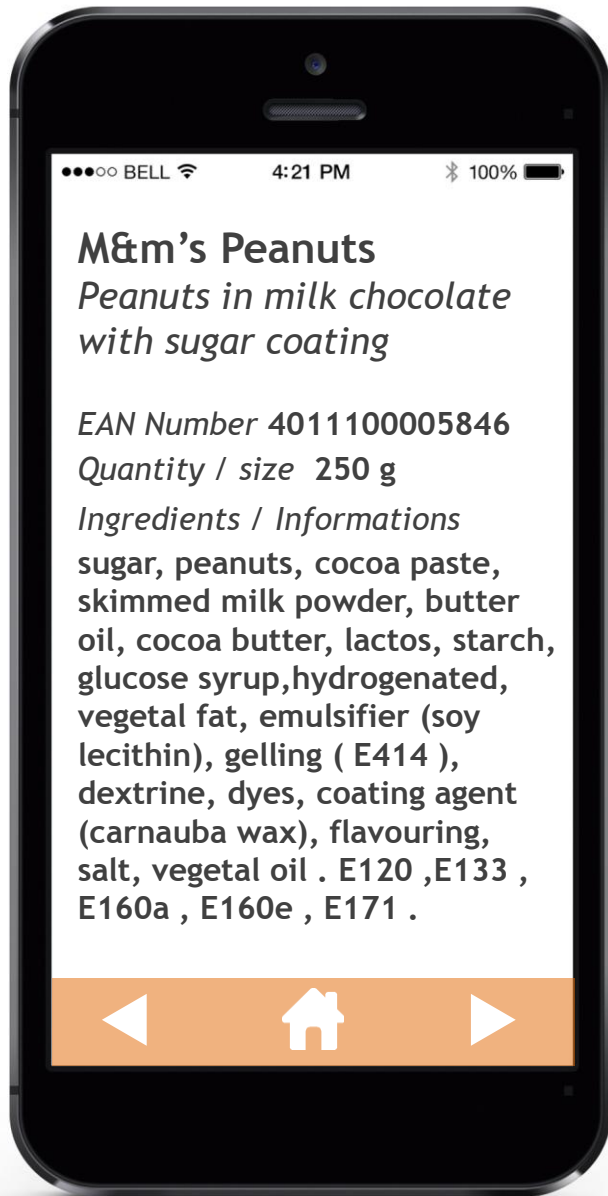 ●●●○○ BELL 4:21 PM 100%
M&m’s Peanuts
Peanuts in milk chocolate
with sugar coating
EAN Number 4011100005846
Quantity / size 250 g
Ingredients / Informations
sugar, peanuts, cocoa paste,
skimmed milk powder, butter
oil, cocoa butter, lactos, starch,
glucose syrup,hydrogenated,
vegetal fat, emulsifier (soy
lecithin), gelling ( E414 ),
dextrine, dyes, coating agent
(carnauba wax), flavouring,
salt, vegetal oil . E120 ,E133 ,
E160a , E160e , E171 .